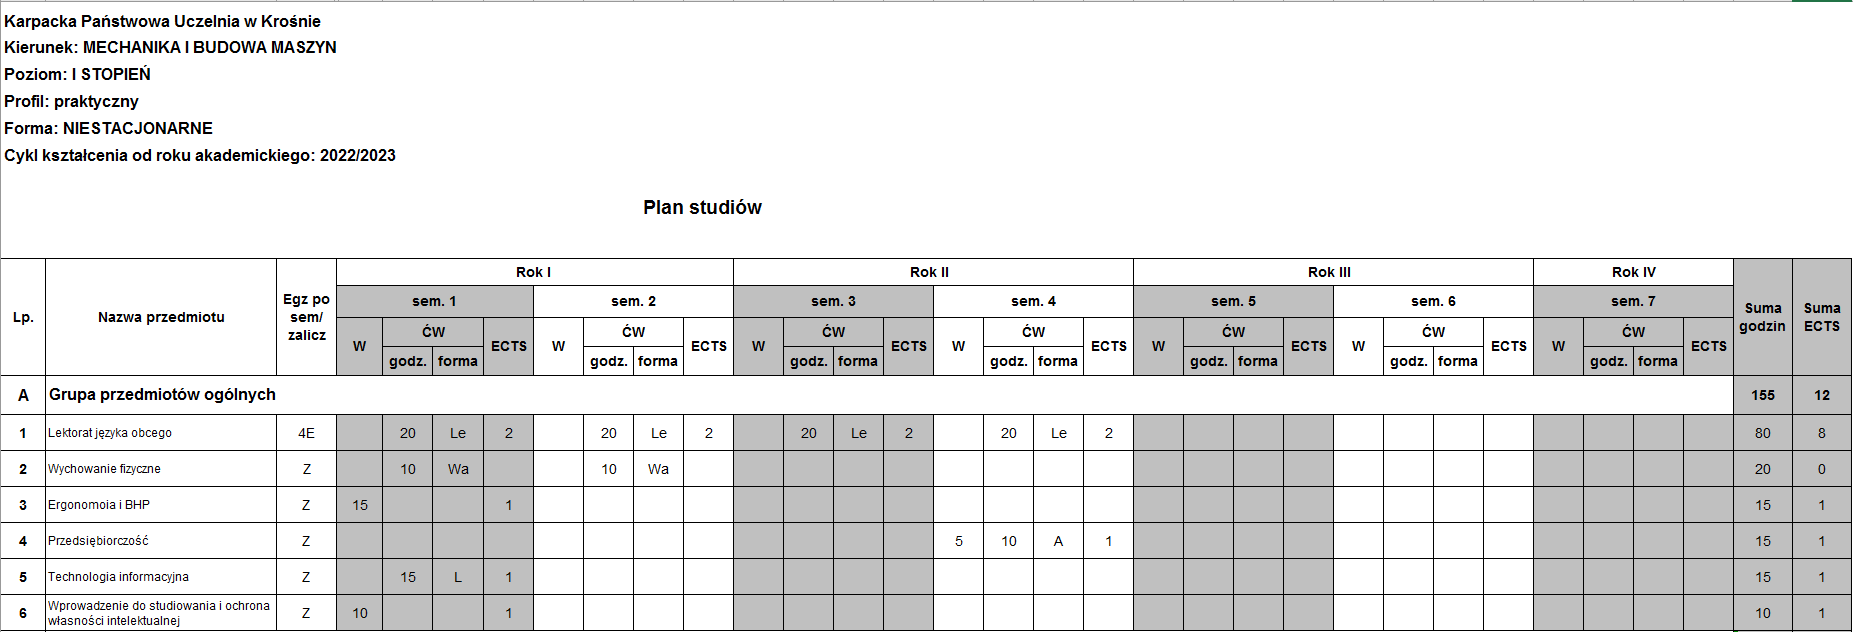 Karpacka Państwowa Uczelnia w Krośnie
Kierunek: MECHANIKA I BUDOWA MASZYN
Poziom: I STOPIEŃ
Profil: praktyczny
Forma: NIESTACJONARNE
Cykl kształcenia od roku akademickiego: 2022/2023
Plan studiów
Lp. Nazwa przedmiotu Egz po sem/ zalicz Rok I Rok II Rok III Rok IV Suma godzin Suma ECTS
sem. 1 sem. 2 sem. 3 sem. 4 sem. 5 sem. 6 sem. 7
W ĆW ECTS W ĆW ECTS W ĆW ECTS W ĆW ECTS W ĆW ECTS W ĆW ECTS W ĆW ECTS
godz. forma godz. forma godz. forma godz. forma godz. forma godz. forma godz. forma
A Grupa przedmiotów ogólnych 155 12
1 Lektorat języka obcego 4E 20 Le 2 20 Le 2 20 Le 2 20 Le 2 80 8
2 Wychowanie fizyczne Z 10 Wa 10 Wa 20 0
3 Ergonomoia i BHP Z 15 1 15 1
4 Przedsiębiorczość Z 5 10 A 1 15 1
5 Technologia informacyjna Z 15 L 1 15 1
6 Wprowadzenie do studiowania i ochrona własności intelektualnej Z 10 1 10 1